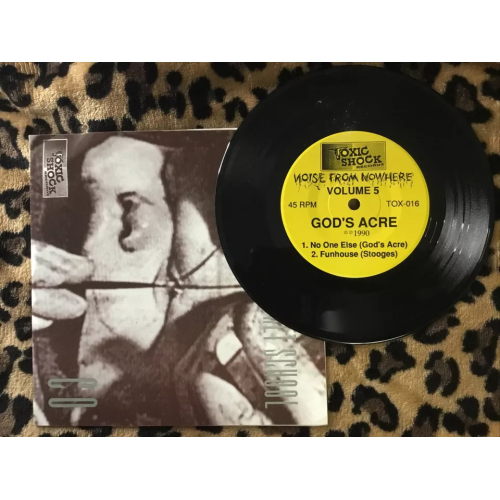 TOXIC
SHOCK
TOXIC
SHOCK
RECORDS
NOISE FROM NOWHERE
VOLUME 5
45 RPM
TOX-016
GOD'S ACRE
℗©1990
1. No One Else (God's Acre)
2. Funhouse (Stooges)